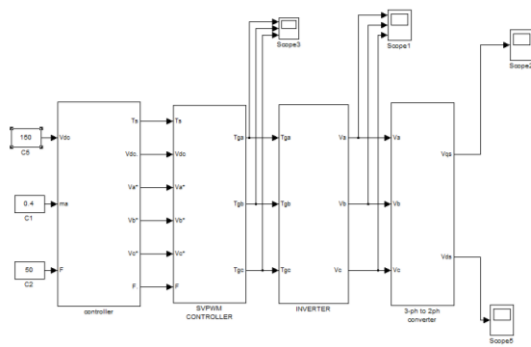 Scope3
Scope1
Scope2
160
C5
0.4
C1
50
C2
Vdc
ma
F
Ts
Vdc
Va*
Vb*
Vc*
F
controller
Ts
Vdc
Va*
Vb*
Vc*
F
Tga
Tgb
Tgc
SVPWM
CONTROLLER
Tga
Tgb
Tgc
Va
Vb
Vc
INVERTER
Va
Vb
Vc
Vqs
Vds
3-ph to 2ph
converter
Scope5